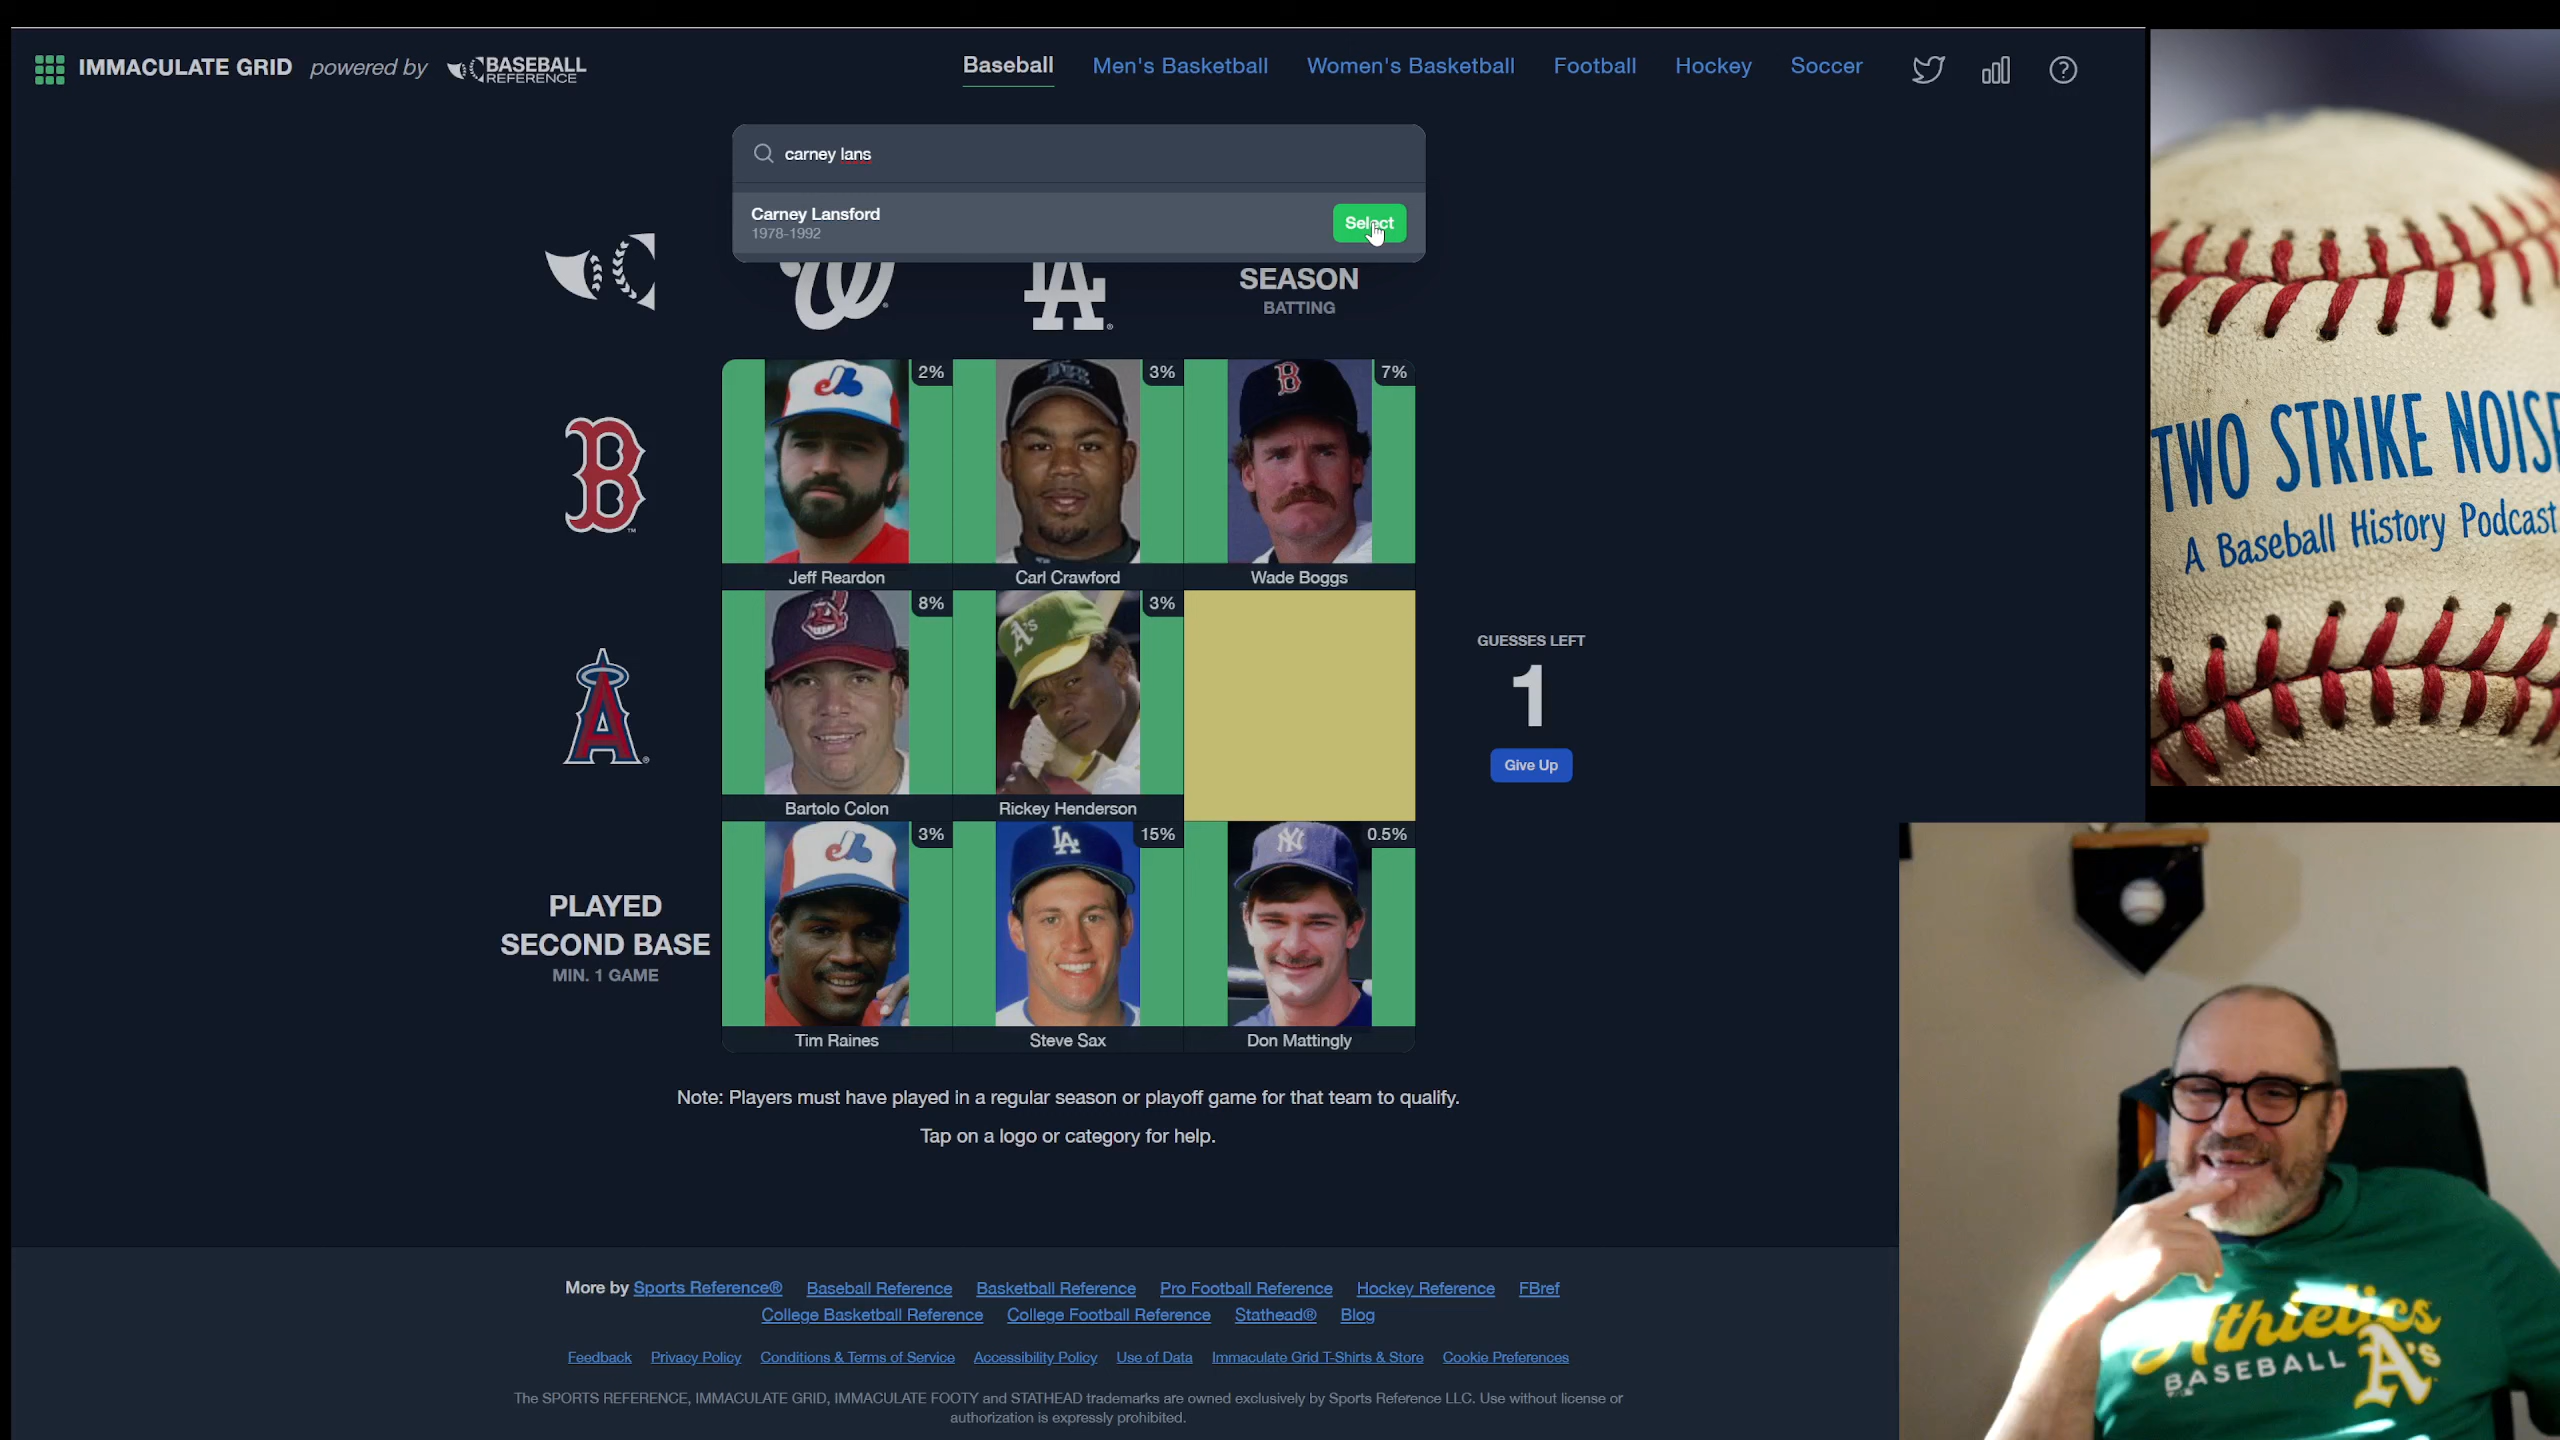 IMMACULATE GRID powered by BASEBALL REFERENCE
Baseball Men's Basketball Women's Basketball Football Hockey Soccer
carney lans
Carney Lansford
1978-1992
Select
W
LA
SEASON
BATTING
2% 3% 7%
B
Jeff Reardon Carl Crawford Wade Boggs
8% 3%
A
Bartolo Colon Rickey Henderson
GUESSES LEFT
1
Give Up
3% 15% 0.5%
PLAYED
SECOND BASE
MIN. 1 GAME
Tim Raines Steve Sax Don Mattingly
Note: Players must have played in a regular season or playoff game for that team to qualify.
Tap on a logo or category for help.
More by Sports Reference® Baseball Reference Basketball Reference Pro Football Reference Hockey Reference FBref
College Basketball Reference College Football Reference Stathead® Blog
Feedback Privacy Policy Conditions & Terms of Service Accessibility Policy Use of Data Immaculate Grid T-Shirts & Store Cookie Preferences
The SPORTS REFERENCE, IMMACULATE GRID, IMMACULATE FOOTY and STATHEAD trademarks are owned exclusively by Sports Reference LLC. Use without license or
authorization is expressly prohibited.
TWO STRIKE NOISE
A Baseball History Podcast
Athletics
BASEBALL A's